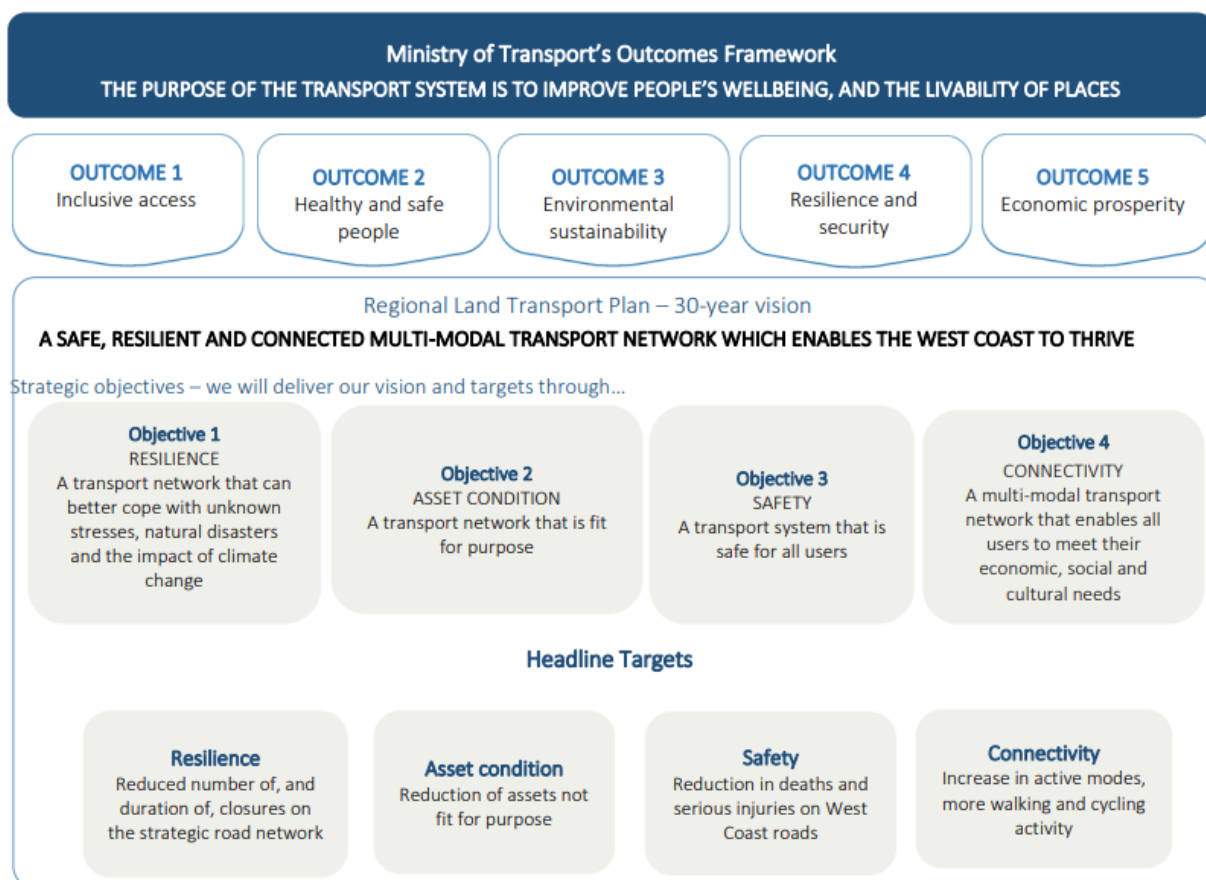 Ministry of Transport's Outcomes Framework
THE PURPOSE OF THE TRANSPORT SYSTEM IS TO IMPROVE PEOPLE'S WELLBEING, AND THE LIVABILITY OF PLACES
OUTCOME 1
Inclusive access
OUTCOME 2
Healthy and safe
people
OUTCOME 3
Environmental
sustainability
OUTCOME 4
Resilience and
security
OUTCOME 5
Economic prosperity
Regional Land Transport Plan – 30-year vision
A SAFE, RESILIENT AND CONNECTED MULTI-MODAL TRANSPORT NETWORK WHICH ENABLES THE WEST COAST TO THRIVE
Strategic objectives – we will deliver our vision and targets through…
Objective 1
RESILIENCE
A transport network that can
better cope with unknown
stresses, natural disasters
and the impact of climate
change
Objective 2
ASSET CONDITION
A transport network that is fit
for purpose
Objective 3
SAFETY
A transport system that is
safe for all users
Objective 4
CONNECTIVITY
A multi-modal transport
network that enables all
users to meet their
economic, social and
cultural needs
Headline Targets
Resilience
Reduced number of, and
duration of, closures on
the strategic road network
Asset condition
Reduction of assets not
fit for purpose
Safety
Reduction in deaths and
serious injuries on West
Coast roads
Connectivity
Increase in active modes,
more walking and cycling
activity